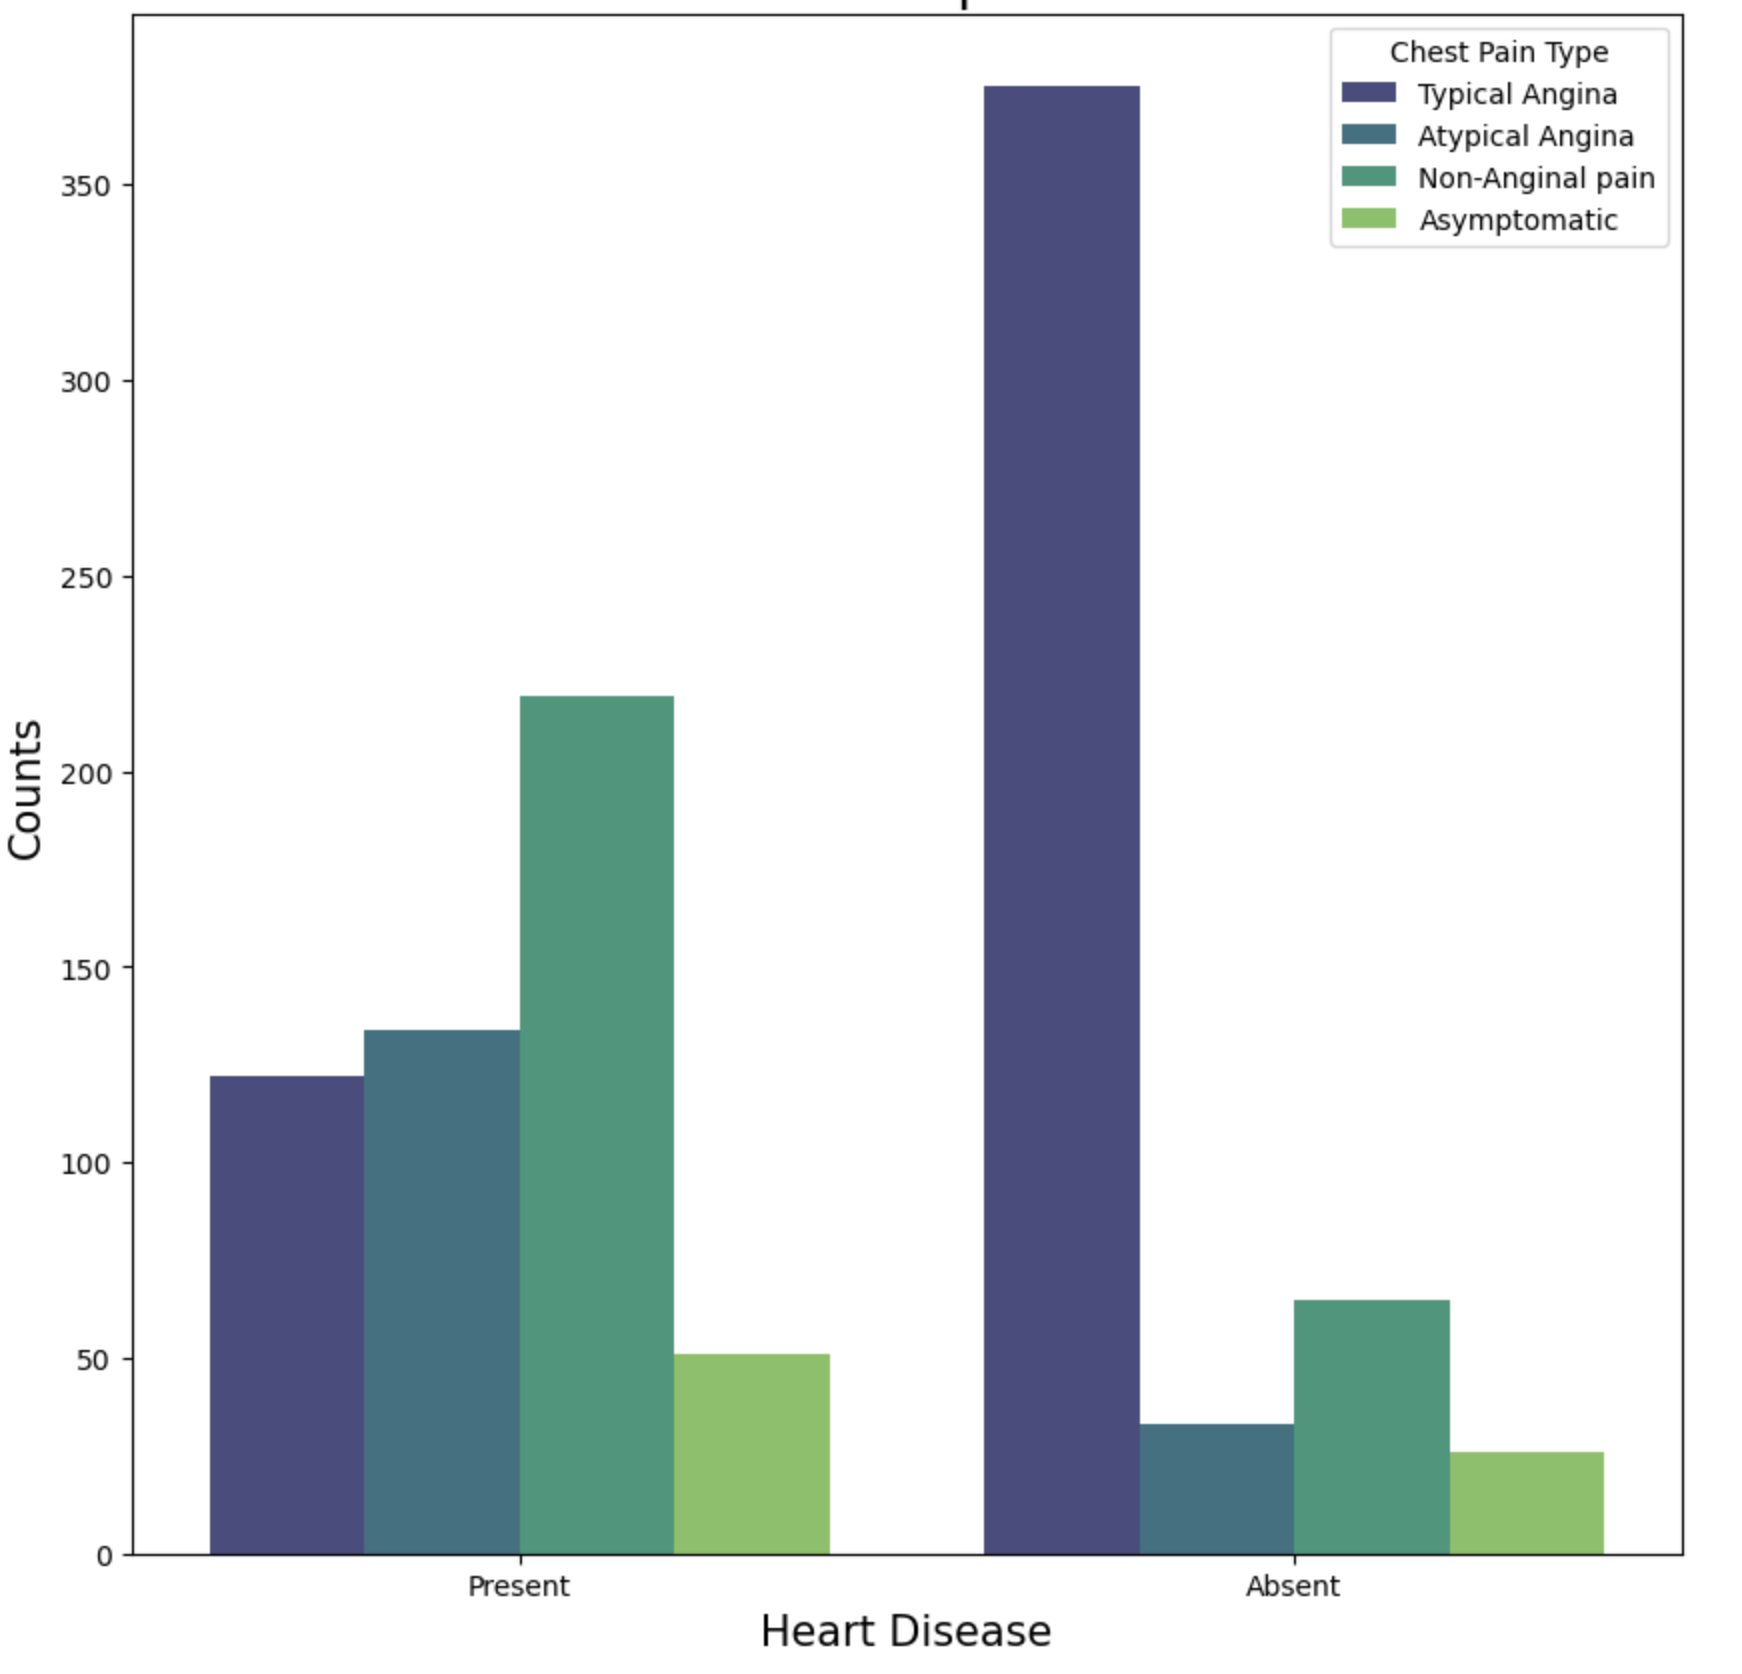 Chest Pain Type
Typical Angina
Atypical Angina
Non-Anginal pain
Asymptomatic
350
300
250
200
150
100
50
0
Counts
Present
Absent
Heart Disease